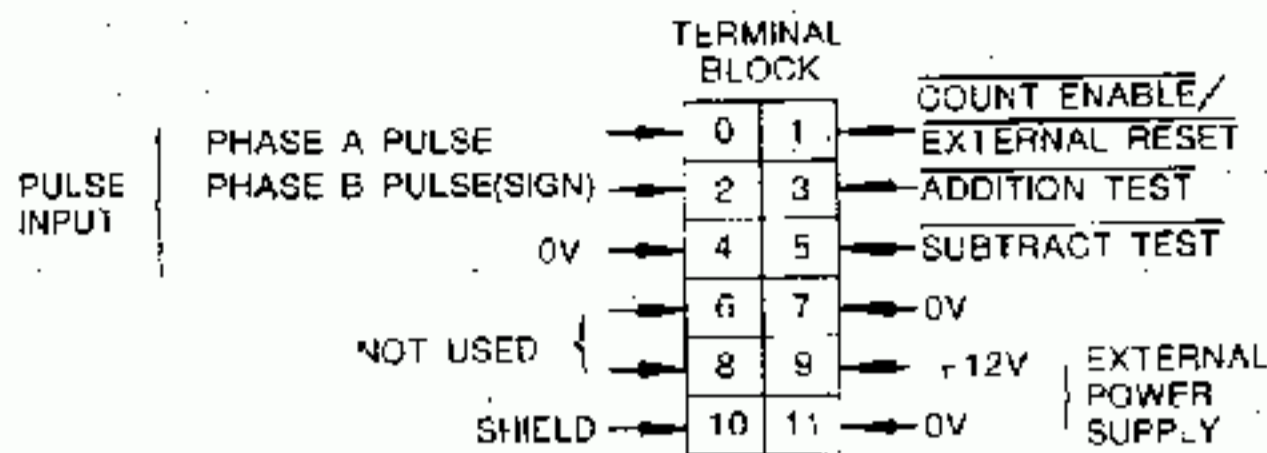 TERMINAL
BLOCK
COUNT ENABLE/
PHASE A PULSE 0 1 EXTERNAL RESET
PULSE INPUT PHASE B PULSE(SIGN) 2 3 ADDITION TEST
0V 4 5 SUBTRACT TEST
6 7 0V
NOT USED
8 9 +12V EXTERNAL
POWER
SHIELD 10 11 0V SUPPLY